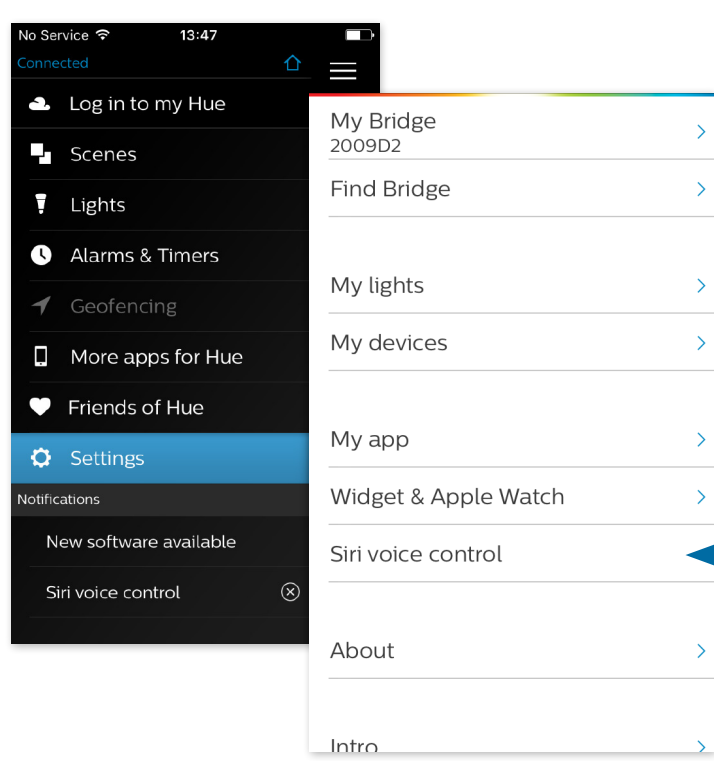 No Service 13:47
Connected
Log in to my Hue
Scenes
Lights
Alarms & Timers
Geofencing
More apps for Hue
Friends of Hue
Settings
Notifications
New software available
Siri voice control
My Bridge
2009D2
Find Bridge
My lights
My devices
My app
Widget & Apple Watch
Siri voice control
About
Intro